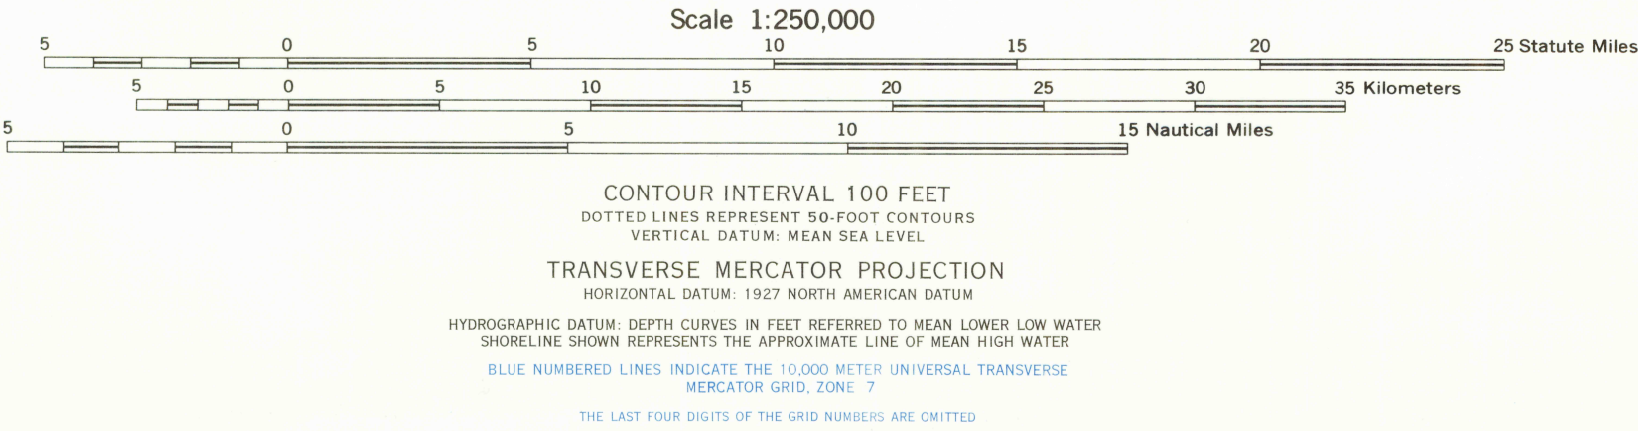 Scale 1:250,000
5 0 5 10 15 20 25 Statute Miles
5 0 5 10 15 20 25 30 35 Kilometers
5 0 5 10 15 Nautical Miles
CONTOUR INTERVAL 100 FEET
DOTTED LINES REPRESENT 50-FOOT CONTOURS
VERTICAL DATUM: MEAN SEA LEVEL
TRANSVERSE MERCATOR PROJECTION
HORIZONTAL DATUM: 1927 NORTH AMERICAN DATUM
HYDROGRAPHIC DATUM: DEPTH CURVES IN FEET REFERRED TO MEAN LOWER LOW WATER
SHORELINE SHOWN REPRESENTS THE APPROXIMATE LINE OF MEAN HIGH WATER
BLUE NUMBERED LINES INDICATE THE 10,000 METER UNIVERSAL TRANSVERSE
MERCATOR GRID, ZONE 7
THE LAST FOUR DIGITS OF THE GRID NUMBERS ARE CMITTED